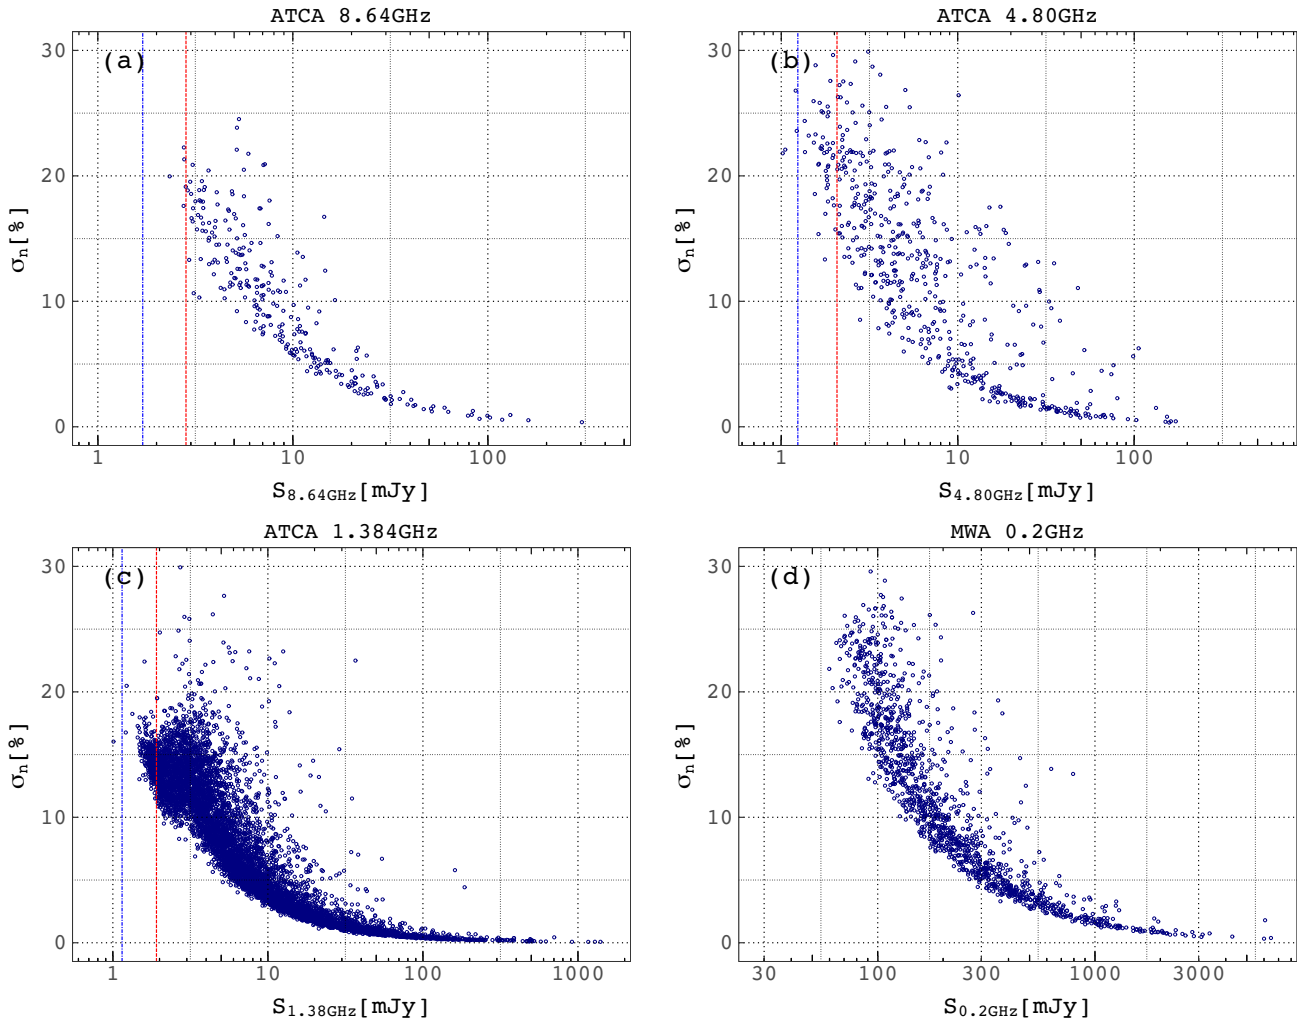 ATCA 8.64GHz
(a)
30
20
10
0
σn[%]
1 10 100
S8.64GHz[mJy]
ATCA 4.80GHz
(b)
30
20
10
0
σn[%]
1 10 100
S4.80GHz[mJy]
ATCA 1.384GHz
(c)
30
20
10
0
σn[%]
1 10 100 1000
S1.38GHz[mJy]
MWA 0.2GHz
(d)
30
20
10
0
σn[%]
30 100 300 1000 3000
S0.2GHz[mJy]